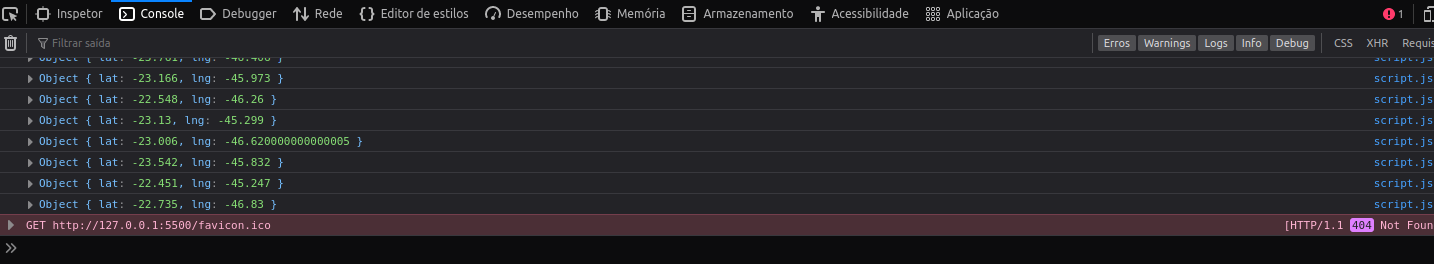 Inspetor Console Debugger Rede Editor de estilos Desempenho Memória Armazenamento Acessibilidade Aplicação 1
Filtrar saída Erros Warnings Logs Info Debug CSS XHR Requis
Object { lat: -23.761, lng: -46.406 } script.js
Object { lat: -23.166, lng: -45.973 } script.js
Object { lat: -22.548, lng: -46.26 } script.js
Object { lat: -23.13, lng: -45.299 } script.js
Object { lat: -23.006, lng: -46.620000000000005 } script.js
Object { lat: -23.542, lng: -45.832 } script.js
Object { lat: -22.451, lng: -45.247 } script.js
Object { lat: -22.735, lng: -46.83 } script.js
GET http://127.0.0.1:5500/favicon.ico [HTTP/1.1 404 Not Foun